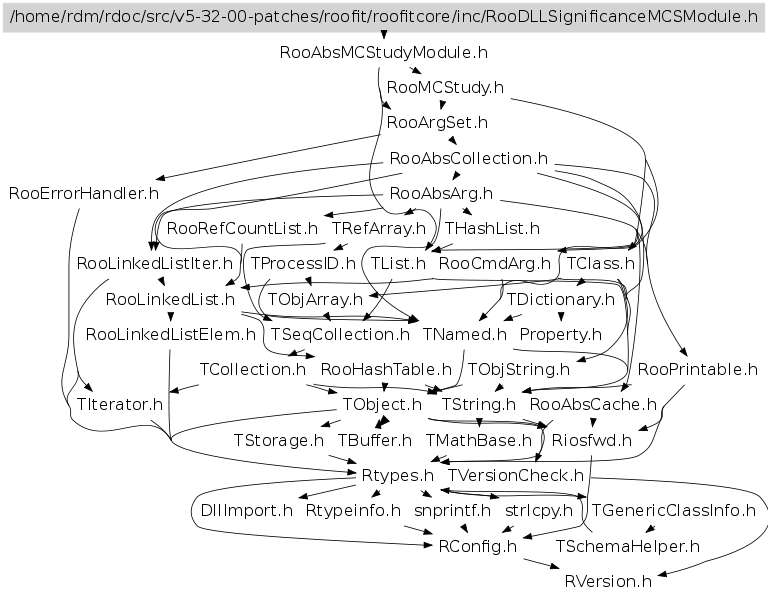 /home/rdm/rdoc/src/v5-32-00-patches/roofit/roofitcore/inc/RooDLLSignificanceMCSModule.h
RooAbsMCStudyModule.h
RooMCStudy.h
RooArgSet.h
RooAbsCollection.h
RooErrorHandler.h RooAbsArg.h
RooRefCountList.h TRefArray.h THashList.h
RooLinkedListIter.h TProcessID.h TList.h RooCmdArg.h TClass.h
RooLinkedList.h TObjArray.h TDictionary.h
RooLinkedListElem.h TSeqCollection.h TNamed.h Property.h
TCollection.h RooHashTable.h TObjString.h RooPrintable.h
TIterator.h TObject.h TString.h RooAbsCache.h
TStorage.h TBuffer.h TMathBase.h Riosfwd.h
Rtypes.h TVersionCheck.h
DllImport.h Rtypeinfo.h snprintf.h strlcpy.h TGenericClassInfo.h
RConfig.h TSchemaHelper.h
RVersion.h